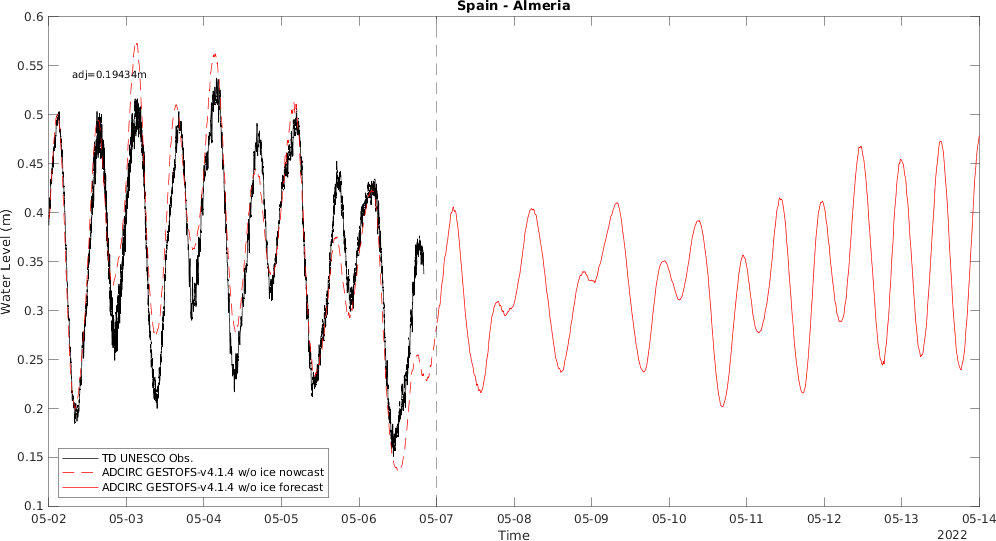 Spain - Almeria
0.6
0.55
0.5
0.45
0.4
0.35
0.3
0.25
0.2
0.15
0.1
Water Level (m)
adj=0.19434m
TD UNESCO Obs.
ADCIRC GESTOFS-v4.1.4 w/o ice nowcast
ADCIRC GESTOFS-v4.1.4 w/o ice forecast
05-02 05-03 05-04 05-05 05-06 05-07 05-08 05-09 05-10 05-11 05-12 05-13 05-14
Time
2022